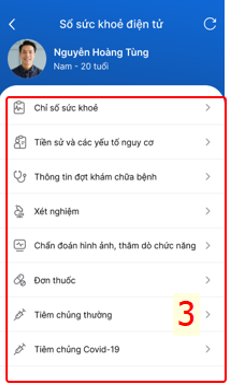 Sổ sức khoẻ điện tử
Nguyễn Hoàng Tùng
Nam - 20 tuổi
Chỉ số sức khoẻ
Tiền sử và các yếu tố nguy cơ
Thông tin đợt khám chữa bệnh
Xét nghiệm
Chẩn đoán hình ảnh, thăm dò chức năng
Đơn thuốc
Tiêm chủng thường
3
Tiêm chủng Covid-19